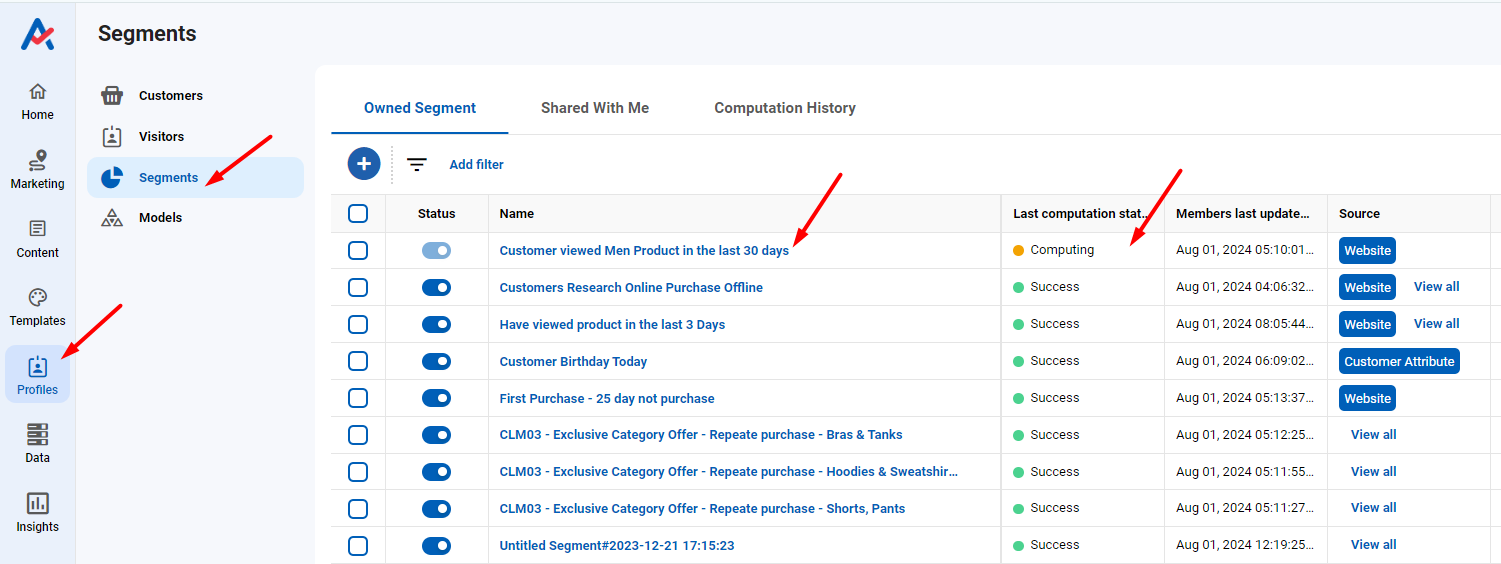 Segments
Home
Marketing
Content
Templates
Profiles
Data
Insights
Customers
Visitors
Segments
Models
Owned Segment Shared With Me Computation History
Add filter
Status Name Last computation stat... Members last update... Source
Customer viewed Men Product in the last 30 days Computing Aug 01, 2024 05:10:01... Website
Customers Research Online Purchase Offline Success Aug 01, 2024 04:06:32... Website View all
Have viewed product in the last 3 Days Success Aug 01, 2024 08:05:44... Website View all
Customer Birthday Today Success Aug 01, 2024 06:09:02... Customer Attribute
First Purchase - 25 day not purchase Success Aug 01, 2024 05:13:37... Website
CLM03 - Exclusive Category Offer - Repeate purchase - Bras & Tanks Success Aug 01, 2024 05:12:25... View all
CLM03 - Exclusive Category Offer - Repeate purchase - Hoodies & Sweatshir... Success Aug 01, 2024 05:11:55... View all
CLM03 - Exclusive Category Offer - Repeate purchase - Shorts, Pants Success Aug 01, 2024 05:11:27... View all
Untitled Segment#2023-12-21 17:15:23 Success Aug 01, 2024 12:19:25... View all